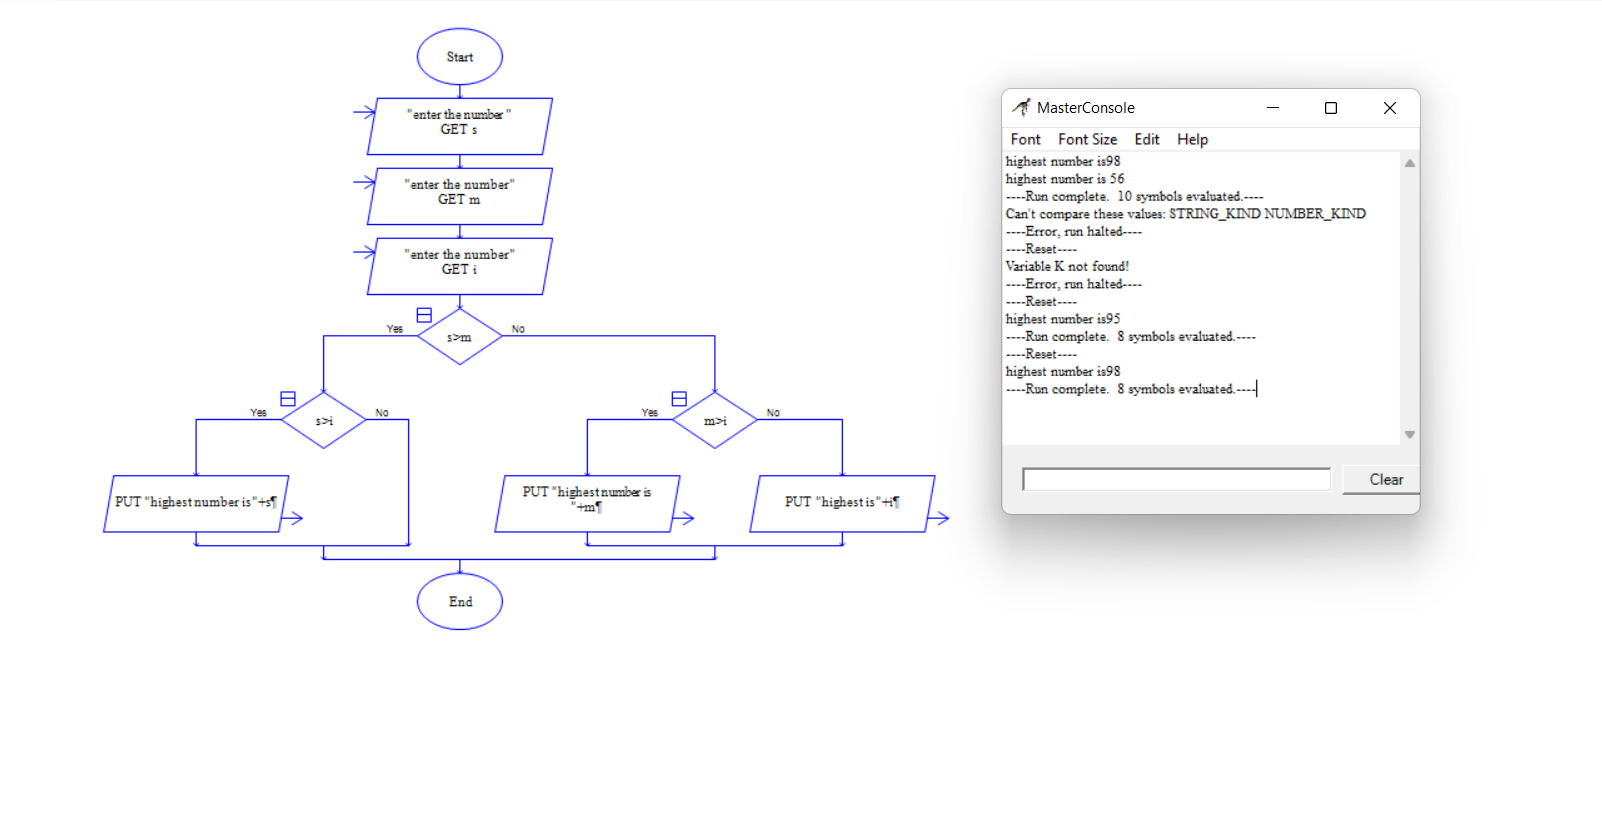 Start
"enter the number "
GET s
"enter the number"
GET m
"enter the number"
GET i
Yes
s>m
No
Yes
s>i
No
Yes
m>i
No
PUT "highest number is"+s¶
PUT "highest number is
"+m¶
PUT "highest is"+i¶
End
MasterConsole
Font Font Size Edit Help
highest number is98
highest number is 56
----Run complete.  10 symbols evaluated.----
Can't compare these values: STRING_KIND NUMBER_KIND
----Error, run halted----
----Reset----
Variable K not found!
----Error, run halted----
----Reset----
highest number is95
----Run complete.  8 symbols evaluated.----
----Reset----
highest number is98
----Run complete.  8 symbols evaluated.----
Clear